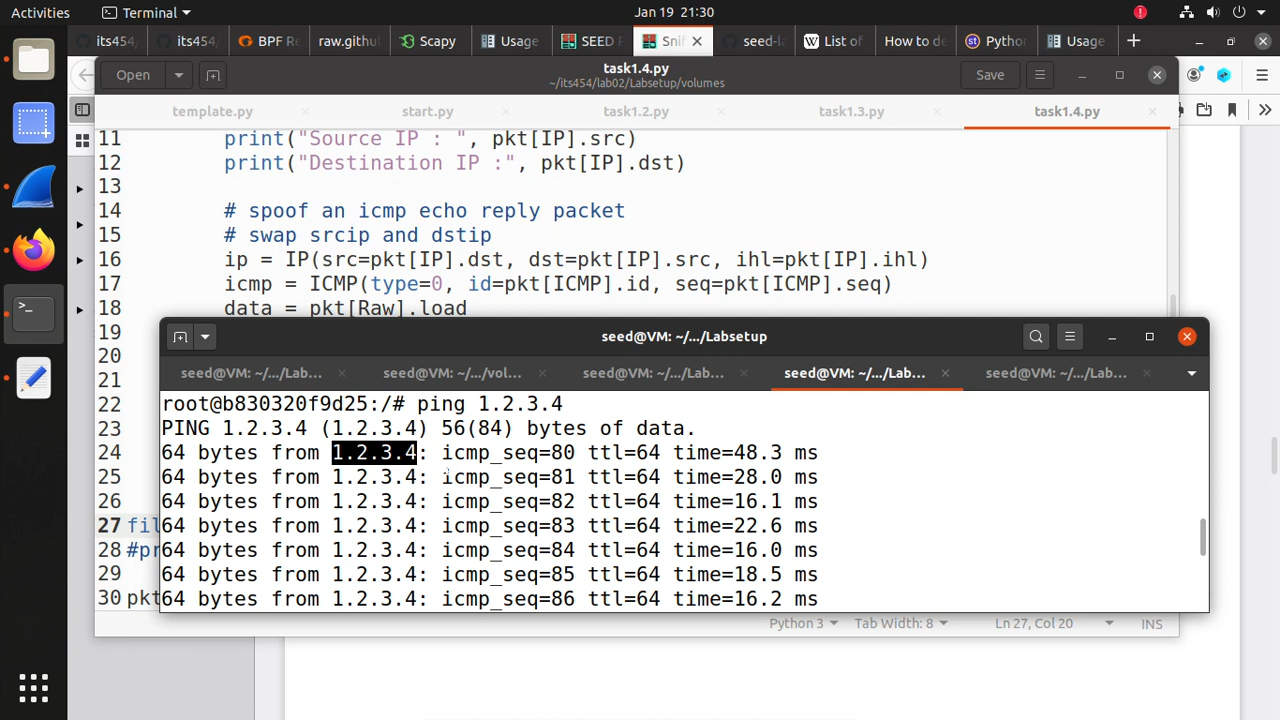 Activities
Terminal
Jan 19 21:30
its454/
its454/
BPF Re
raw.githu
Scapy
Usage
SEED
Snif
seed-la
List of
How to de
Python
Usage
Open
task1.4.py
~/its454/lab02/Labsetup/volumes
Save
template.py
start.py
task1.2.py
task1.3.py
task1.4.py
11 print("Source IP : ", pkt[IP].src)
12 print("Destination IP :", pkt[IP].dst)
13
14 # spoof an icmp echo reply packet
15 # swap srcip and dstip
16 ip = IP(src=pkt[IP].dst, dst=pkt[IP].src, ihl=pkt[IP].ihl)
17 icmp = ICMP(type=0, id=pkt[ICMP].id, seq=pkt[ICMP].seq)
18 data = pkt[Raw].load
19
20
21
22
23
24
25
26
27 fil
28 #pr
29
30 pkt
seed@VM: ~/.../Labsetup
seed@VM: ~/.../Lab...
seed@VM: ~/.../vol...
seed@VM: ~/.../Lab...
seed@VM: ~/.../Lab...
seed@VM: ~/.../Lab...
root@b830320f9d25:/# ping 1.2.3.4
PING 1.2.3.4 (1.2.3.4) 56(84) bytes of data.
64 bytes from 1.2.3.4: icmp_seq=80 ttl=64 time=48.3 ms
64 bytes from 1.2.3.4: icmp_seq=81 ttl=64 time=28.0 ms
64 bytes from 1.2.3.4: icmp_seq=82 ttl=64 time=16.1 ms
64 bytes from 1.2.3.4: icmp_seq=83 ttl=64 time=22.6 ms
64 bytes from 1.2.3.4: icmp_seq=84 ttl=64 time=16.0 ms
64 bytes from 1.2.3.4: icmp_seq=85 ttl=64 time=18.5 ms
64 bytes from 1.2.3.4: icmp_seq=86 ttl=64 time=16.2 ms
Python 3
Tab Width: 8
Ln 27, Col 20
INS